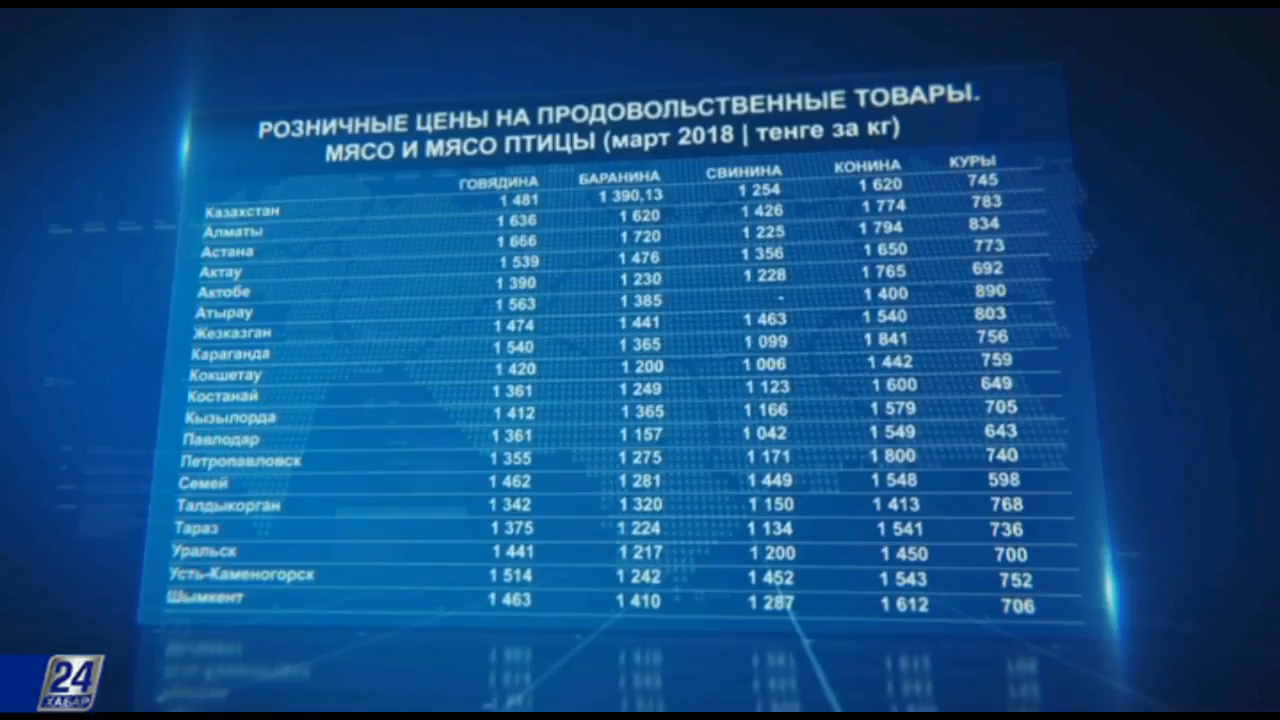 РОЗНИЧНЫЕ ЦЕНЫ НА ПРОДОВОЛЬСТВЕННЫЕ ТОВАРЫ.
МЯСО И МЯСО ПТИЦЫ (март 2018 | тенге за кг)
ГОВЯДИНА БАРАНИНА СВИНИНА КОНИНА КУРЫ
Казахстан 1 481 1 390,13 1 254 1 620 745
Алматы 1 636 1 620 1 426 1 774 783
Астана 1 666 1 720 1 225 1 794 834
Актау 1 539 1 476 1 356 1 650 773
Актобе 1 390 1 230 1 228 1 765 692
Атырау 1 563 1 385 - 1 400 890
Жезказган 1 474 1 441 1 463 1 540 803
Караганда 1 540 1 365 1 099 1 841 756
Кокшетау 1 420 1 200 1 006 1 442 759
Костанай 1 361 1 249 1 123 1 600 649
Кызылорда 1 412 1 365 1 166 1 579 705
Павлодар 1 361 1 157 1 042 1 549 643
Петропавловск 1 355 1 275 1 171 1 800 740
Семей 1 462 1 281 1 449 1 548 598
Талдыкорган 1 342 1 320 1 150 1 413 768
Тараз 1 375 1 224 1 134 1 541 736
Уральск 1 441 1 217 1 200 1 450 700
Усть-Каменогорск 1 514 1 242 1 452 1 543 752
Шымкент 1 463 1 410 1 287 1 612 706
24
ХАБАР